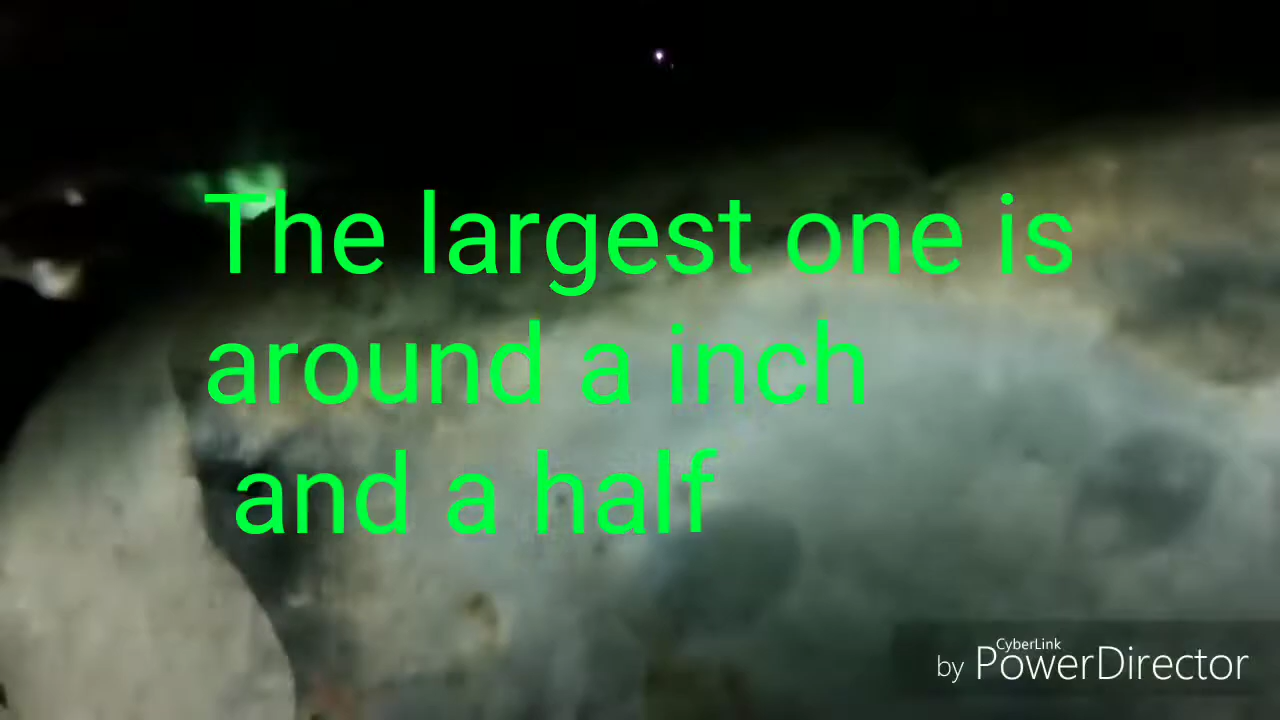 The largest one is
around a inch
and a half
CyberLink
by PowerDirector